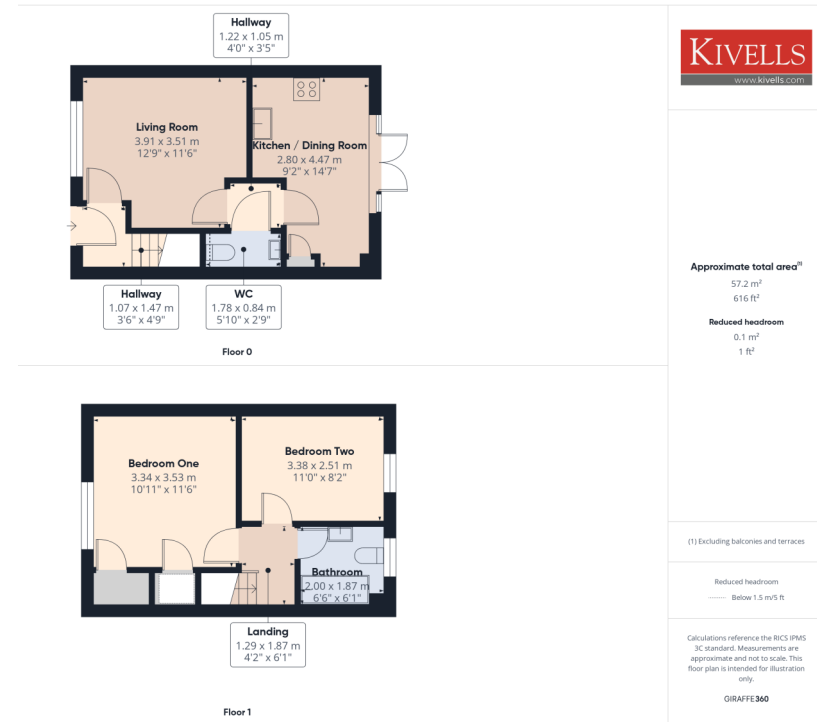 Hallway
1.22 x 1.05 m
4'0" x 3'5"
Living Room
3.91 x 3.51 m
12'9" x 11'6"
Kitchen / Dining Room
2.80 x 4.47 m
9'2" x 14'7"
Hallway
1.07 x 1.47 m
3'6" x 4'9"
WC
1.78 x 0.84 m
5'10" x 2'9"
Floor 0
Bedroom One
3.34 x 3.53 m
10'11" x 11'6"
Bedroom Two
3.38 x 2.51 m
11'0" x 8'2"
Bathroom
2.00 x 1.87 m
6'6" x 6'1"
Landing
1.29 x 1.87 m
4'2" x 6'1"
Floor 1
KIVELLS
www.kivells.com
Approximate total area(1)
57.2 m²
616 ft²
Reduced headroom
0.1 m²
1 ft²
(1) Excluding balconies and terraces
Reduced headroom
Below 1.5 m/5 ft
Calculations reference the RICS IPMS
3C standard. Measurements are
approximate and not to scale. This
floor plan is intended for illustration
only.
GIRAFFE360